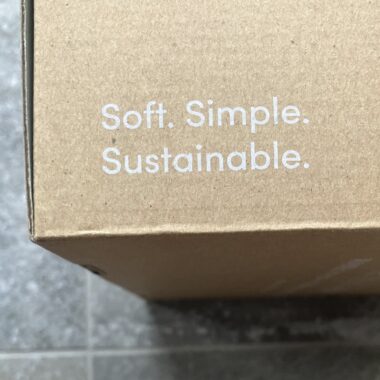 Soft. Simple.
Sustainable.